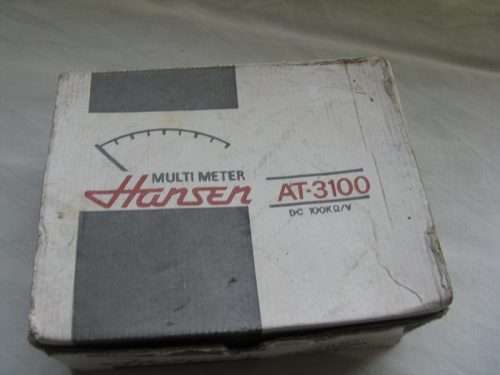 MULTI METER
Hansen
AT-3100
DC 100KΩ/V